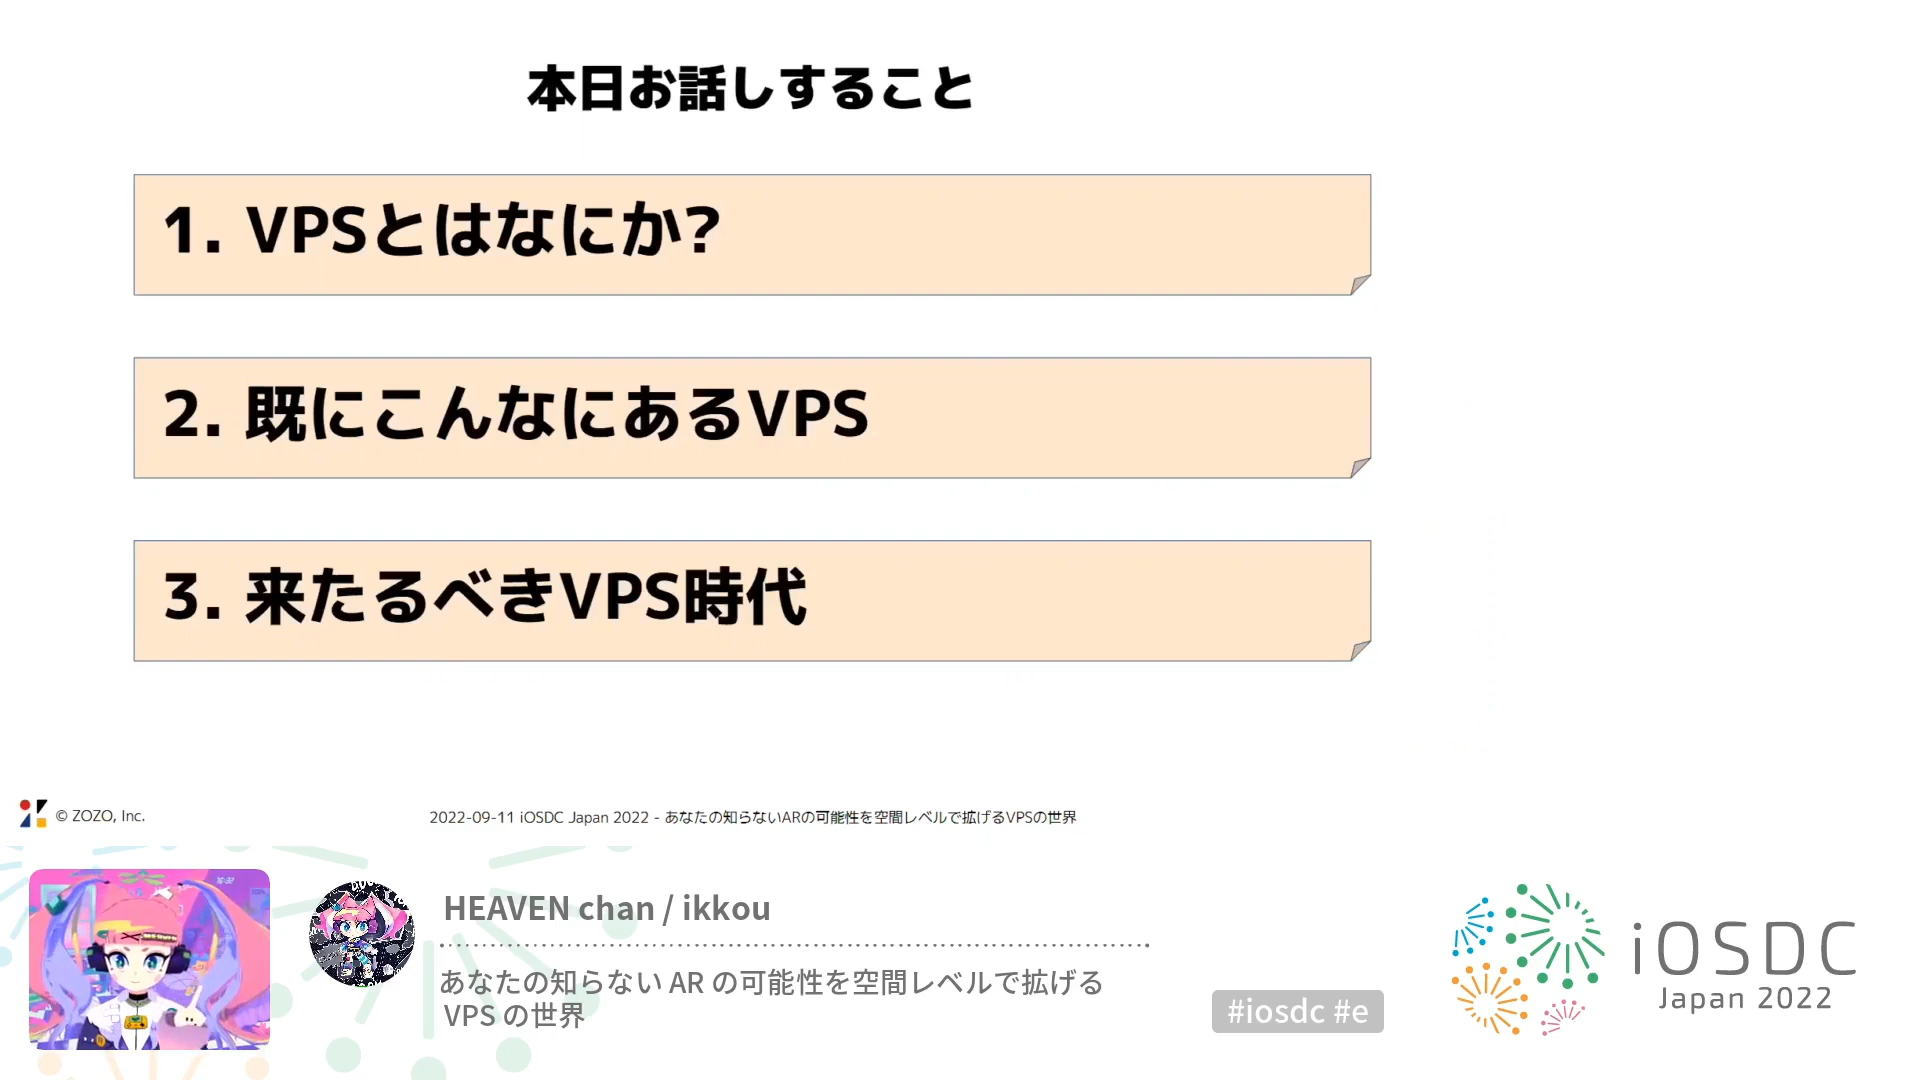 本日お話しすること
1. VPSとはなにか?
2. 既にこんなにあるVPS
3. 来たるべきVPS時代
© ZOZO, Inc.
2022-09-11 iOSDC Japan 2022 - あなたの知らないARの可能性を空間レベルで拡げるVPSの世界
HEAVEN chan / ikkou
あなたの知らない AR の可能性を空間レベルで拡げる
VPS の世界
#iosdc #e
iOSDC
Japan 2022